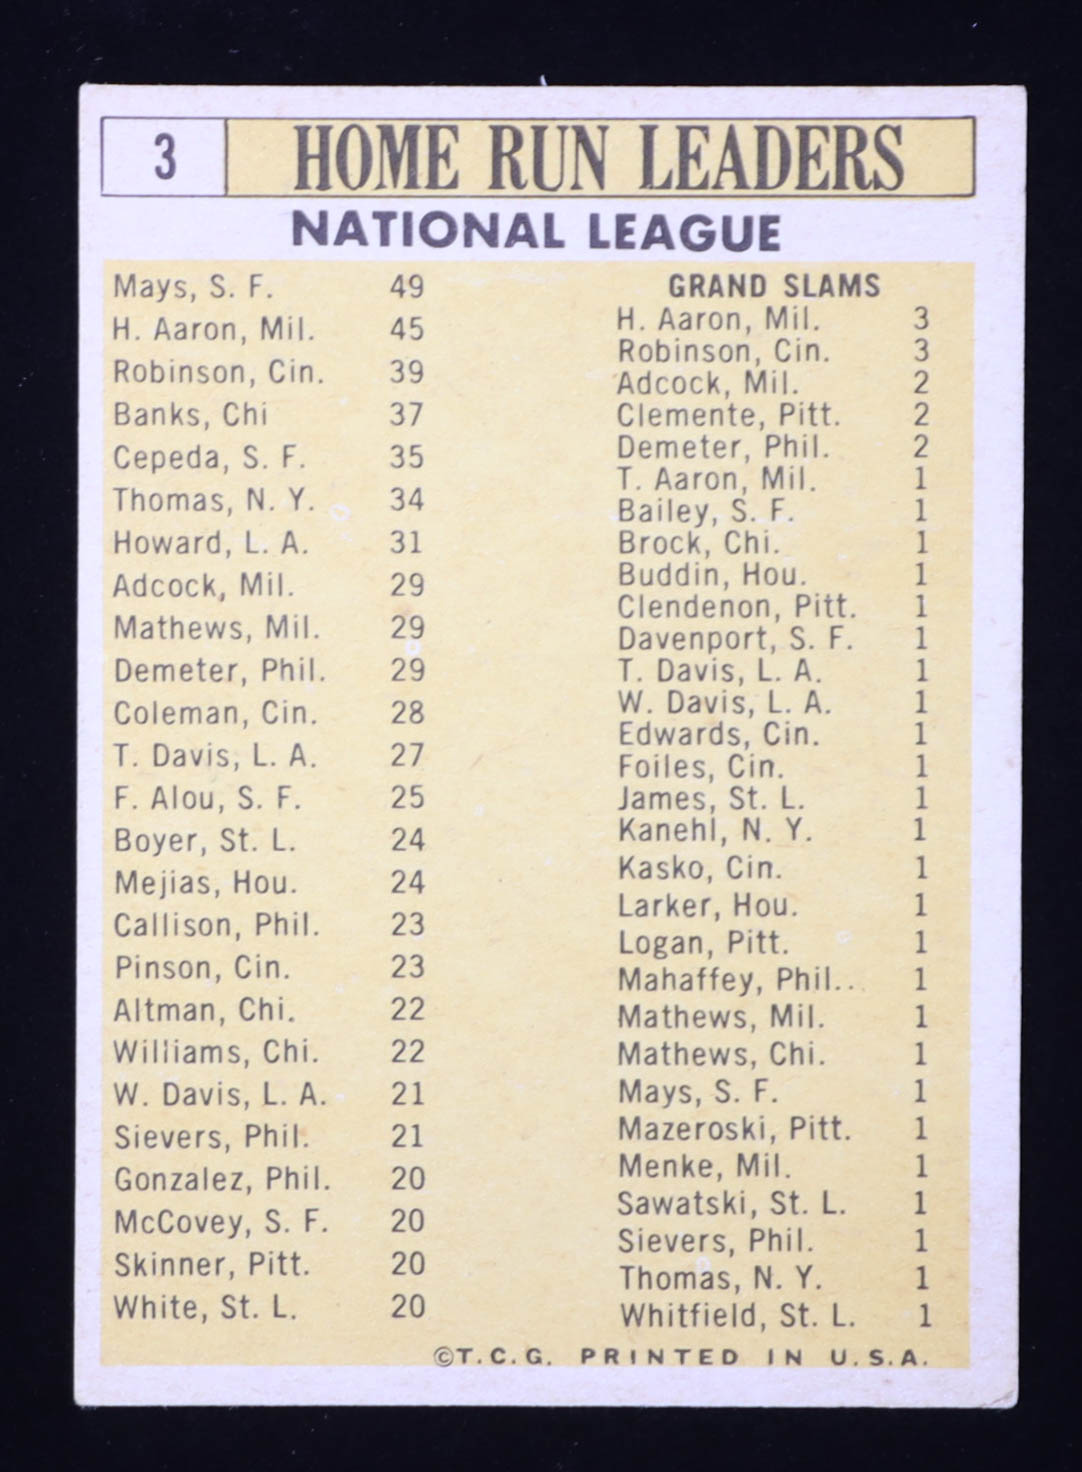 3
HOME RUN LEADERS
NATIONAL LEAGUE
Mays, S. F. 49
H. Aaron, Mil. 45
Robinson, Cin. 39
Banks, Chi 37
Cepeda, S. F. 35
Thomas, N. Y. 34
Howard, L. A. 31
Adcock, Mil. 29
Mathews, Mil. 29
Demeter, Phil. 29
Coleman, Cin. 28
T. Davis, L. A. 27
F. Alou, S. F. 25
Boyer, St. L. 24
Mejias, Hou. 24
Callison, Phil. 23
Pinson, Cin. 23
Altman, Chi. 22
Williams, Chi. 22
W. Davis, L. A. 21
Sievers, Phil. 21
Gonzalez, Phil. 20
McCovey, S. F. 20
Skinner, Pitt. 20
White, St. L. 20
GRAND SLAMS
H. Aaron, Mil. 3
Robinson, Cin. 3
Adcock, Mil. 2
Clemente, Pitt. 2
Demeter, Phil. 2
T. Aaron, Mil. 1
Bailey, S. F. 1
Brock, Chi. 1
Buddin, Hou. 1
Clendenon, Pitt. 1
Davenport, S. F. 1
T. Davis, L. A. 1
W. Davis, L. A. 1
Edwards, Cin. 1
Foiles, Cin. 1
James, St. L. 1
Kanehl, N. Y. 1
Kasko, Cin. 1
Larker, Hou. 1
Logan, Pitt. 1
Mahaffey, Phil.. 1
Mathews, Mil. 1
Mathews, Chi. 1
Mays, S. F. 1
Mazeroski, Pitt. 1
Menke, Mil. 1
Sawatski, St. L. 1
Sievers, Phil. 1
Thomas, N. Y. 1
Whitfield, St. L. 1
©T.C.G. PRINTED IN U.S.A.